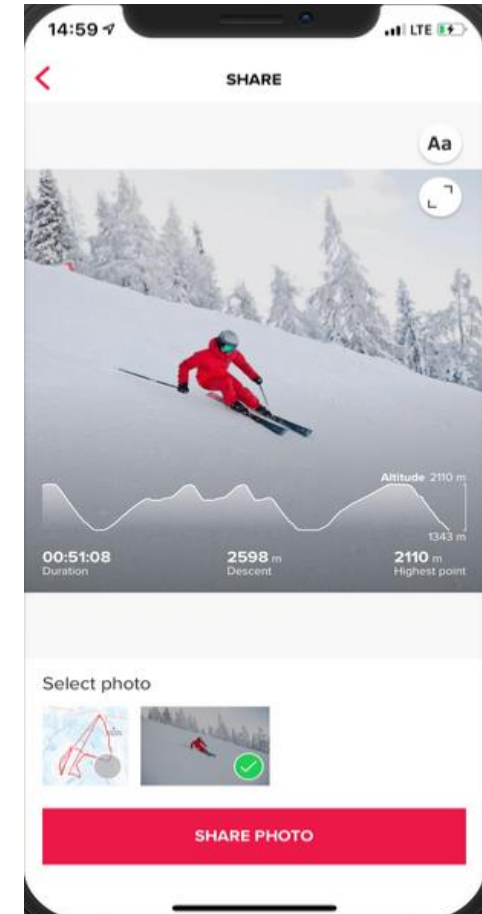 14:59
LTE
SHARE
Aa
Altitude 2110 m
1343 m
00:51:08 2598 m 2110 m
Duration Descent Highest point
Select photo
SHARE PHOTO